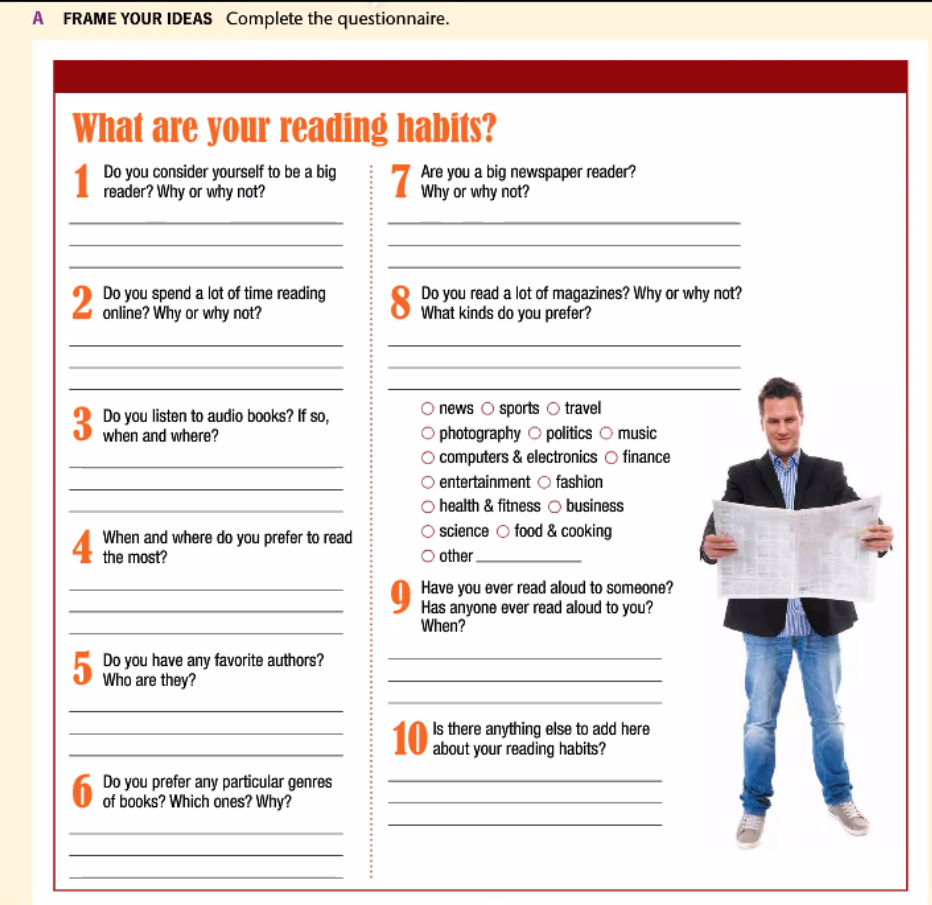 A FRAME YOUR IDEAS Complete the questionnaire.
What are your reading habits?
1 Do you consider yourself to be a big
reader? Why or why not?
2 Do you spend a lot of time reading
online? Why or why not?
3 Do you listen to audio books? If so,
when and where?
4 When and where do you prefer to read
the most?
5 Do you have any favorite authors?
Who are they?
6 Do you prefer any particular genres
of books? Which ones? Why?
7 Are you a big newspaper reader?
Why or why not?
8 Do you read a lot of magazines? Why or why not?
What kinds do you prefer?
news sports travel
photography politics music
computers & electronics finance
entertainment fashion
health & fitness business
science food & cooking
other
9 Have you ever read aloud to someone?
Has anyone ever read aloud to you?
When?
10 Is there anything else to add here
about your reading habits?